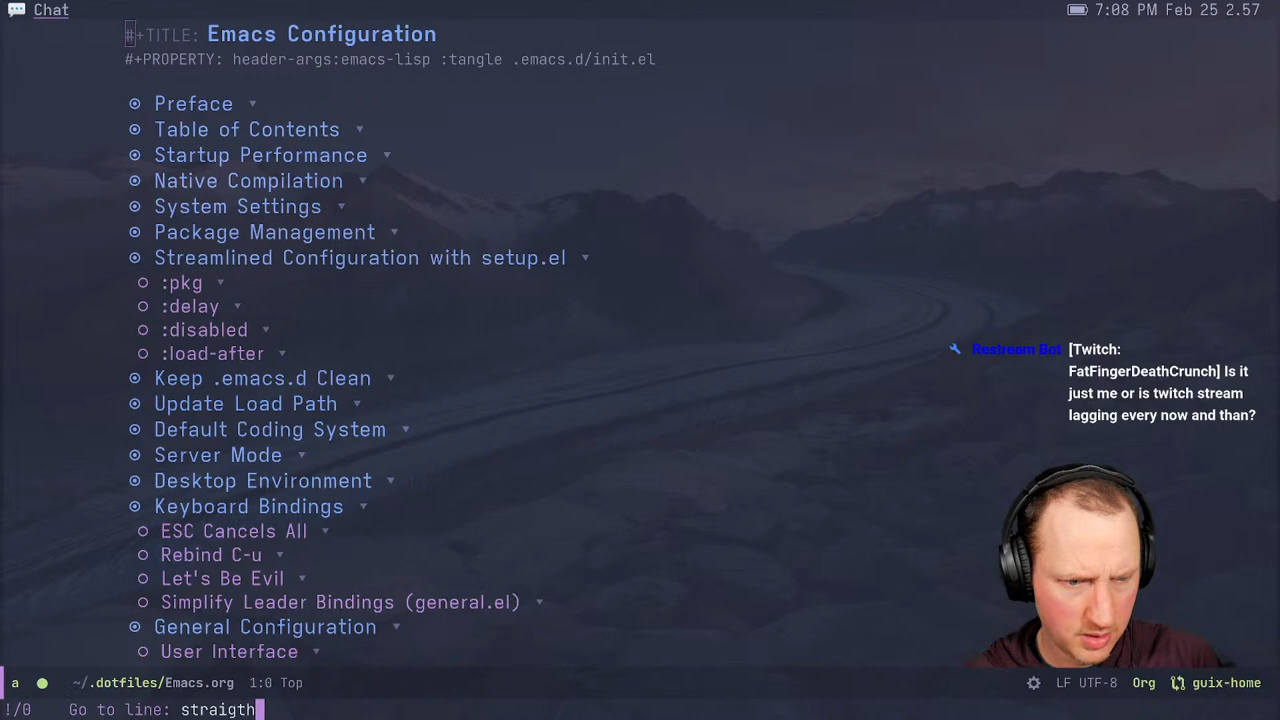 Chat
7:08 PM Feb 25 2.57
#+TITLE: Emacs Configuration
#+PROPERTY: header-args:emacs-lisp :tangle .emacs.d/init.el
Preface
Table of Contents
Startup Performance
Native Compilation
System Settings
Package Management
Streamlined Configuration with setup.el
:pkg
:delay
:disabled
:load-after
Keep .emacs.d Clean
Update Load Path
Default Coding System
Server Mode
Desktop Environment
Keyboard Bindings
ESC Cancels All
Rebind C-u
Let's Be Evil
Simplify Leader Bindings (general.el)
General Configuration
User Interface
Restream Bot [Twitch:
FatFingerDeathCrunch] Is it
just me or is twitch stream
lagging every now and than?
a ~/.dotfiles/Emacs.org 1:0 Top LF UTF-8 Org guix-home
!/0 Go to line: straigth